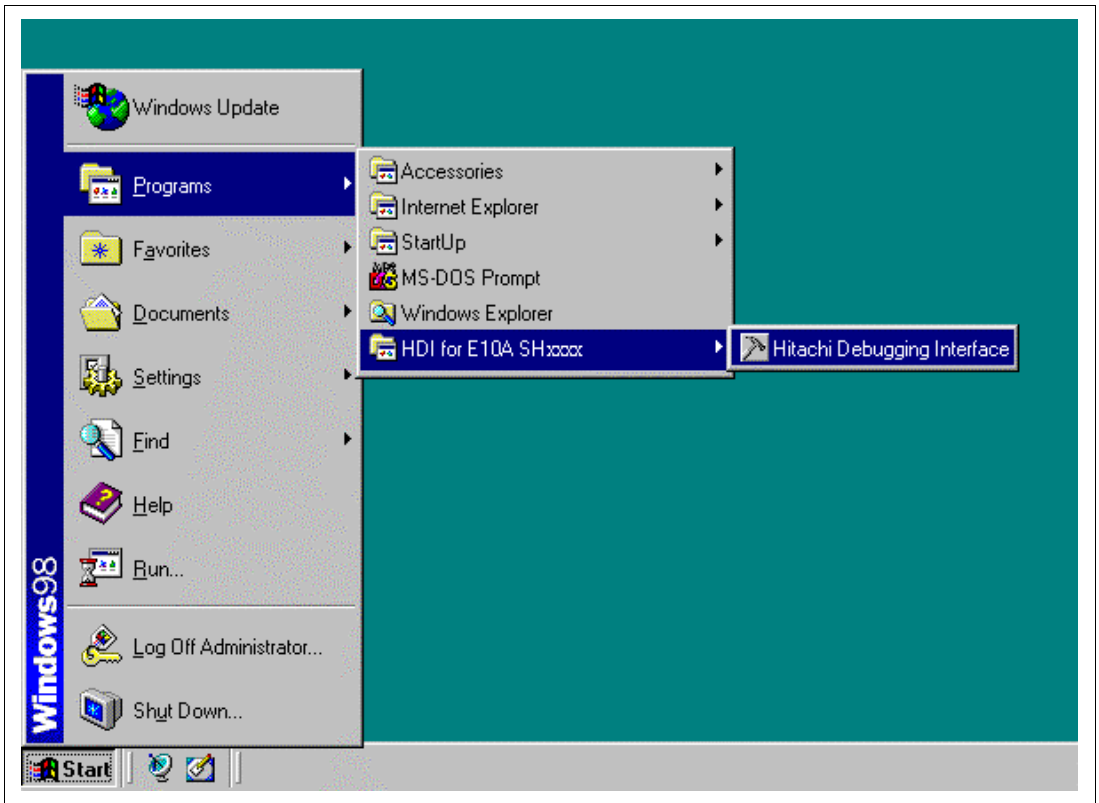 Windows Update
Programs
Favorites
Documents
Settings
Find
Help
Run...
Log Off Administrator...
Shut Down...
Windows98
Start
Accessories
Internet Explorer
StartUp
MS-DOS Prompt
Windows Explorer
HDI for E10A SHxxxx
Hitachi Debugging Interface